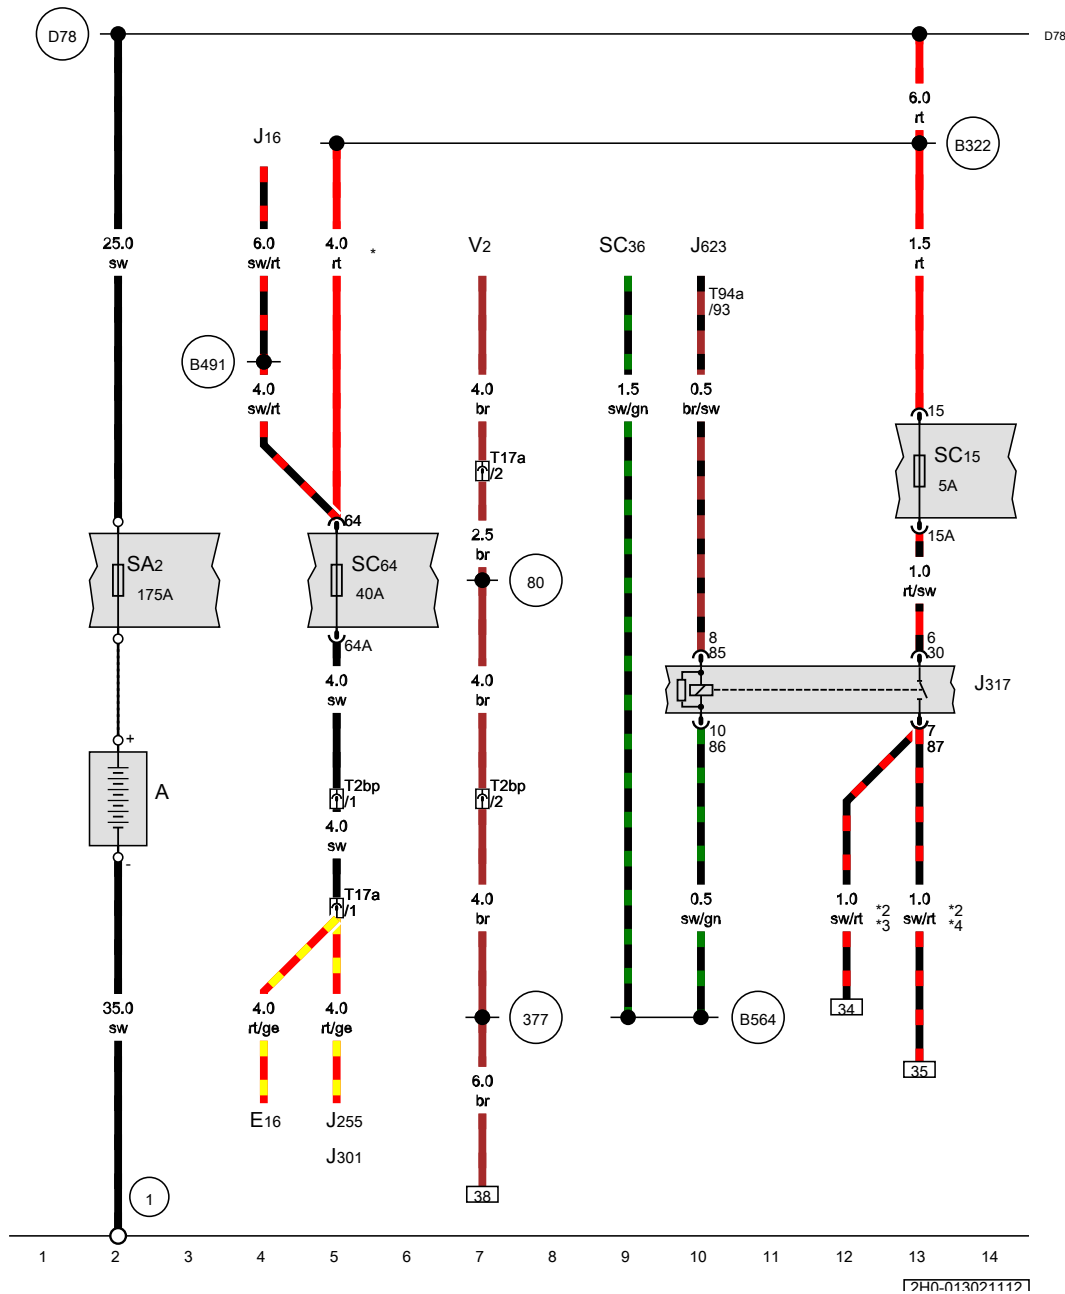 D78
D78
6.0
rt
J16
B322
25.0
sw
6.0
sw/rt
4.0
rt
*
V2
SC36
J623
1.5
rt
T94a
/93
B491
4.0
sw/rt
4.0
br
1.5
sw/gn
0.5
br/sw
15
SC15
5A
T17a
/2
64
15A
2.5
br
SA2
175A
SC64
40A
80
1.0
rt/sw
64A
8
85
6
30
4.0
sw
4.0
br
J317
10
86
7
87
+
A
-
T2bp
/1
T2bp
/2
4.0
sw
T17a
/1
4.0
br
0.5
sw/gn
1.0
sw/rt
*2
*3
1.0
sw/rt
*2
*4
35.0
sw
4.0
rt/ge
4.0
rt/ge
377
B564
34
35
6.0
br
E16
J255
J301
38
1
1 2 3 4 5 6 7 8 9 10 11 12 13 14
2H0-013021112